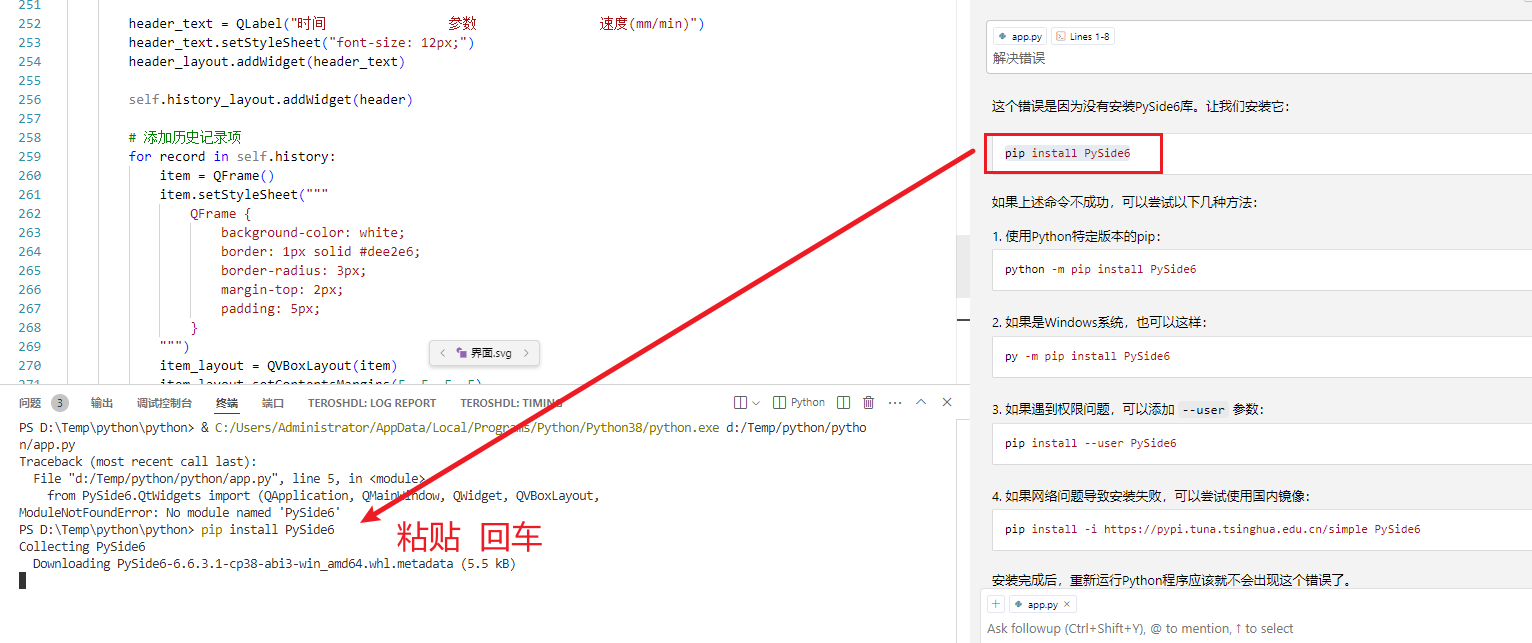 251
252 header_text = QLabel("时间 参数 速度(mm/min)")
253 header_text.setStyleSheet("font-size: 12px;")
254 header_layout.addWidget(header_text)
255
256 self.history_layout.addWidget(header)
257
258 # 添加历史记录项
259 for record in self.history:
260 item = QFrame()
261 item.setStyleSheet("""
262 QFrame {
263 background-color: white;
264 border: 1px solid #dee2e6;
265 border-radius: 3px;
266 margin-top: 2px;
267 padding: 5px;
268 }
269 """)
270 item_layout = QVBoxLayout(item)
271 item_layout.setContentsMargins(5, 5, 5, 5)
界面.svg
问题 3 输出 调试控制台 终端 端口 TEROSHDL: LOG REPORT TEROSHDL: TIMING Python
PS D:\Temp\python\python> & C:/Users/Administrator/AppData/Local/Programs/Python/Python38/python.exe d:/Temp/python/pytho
n/app.py
Traceback (most recent call last):
File "d:/Temp/python/python/app.py", line 5, in <module>
from PySide6.QtWidgets import (QApplication, QMainWindow, QWidget, QVBoxLayout,
ModuleNotFoundError: No module named 'PySide6'
PS D:\Temp\python\python> pip install PySide6
Collecting PySide6
Downloading PySide6-6.6.3.1-cp38-abi3-win_amd64.whl.metadata (5.5 kB)
粘贴 回车
app.py Lines 1-8
解决错误
这个错误是因为没有安装PySide6库。让我们安装它：
pip install PySide6
如果上述命令不成功，可以尝试以下几种方法：
1. 使用Python特定版本的pip：
python -m pip install PySide6
2. 如果是Windows系统，也可以这样：
py -m pip install PySide6
3. 如果遇到权限问题，可以添加 --user 参数：
pip install --user PySide6
4. 如果网络问题导致安装失败，可以尝试使用国内镜像：
pip install -i https://pypi.tuna.tsinghua.edu.cn/simple PySide6
安装完成后，重新运行Python程序应该就不会出现这个错误了。
+ app.py ×
Ask followup (Ctrl+Shift+Y), @ to mention, ↑ to select